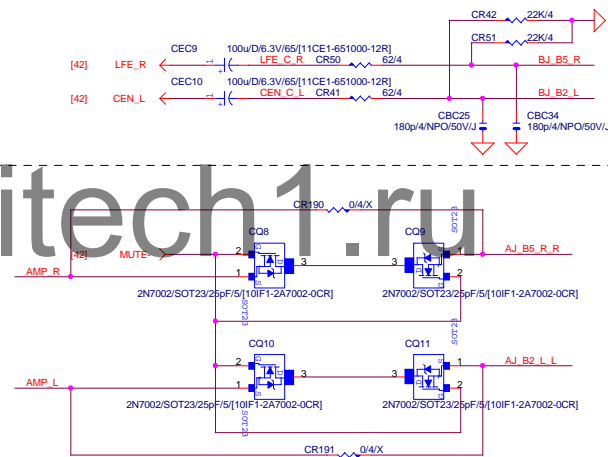 CR42 22K/4
CR51 22K/4
CEC9 100u/D/6.3V/65/[11CE1-651000-12R]
[42] LFE_R 1 + LFE_C_R CR50 62/4 BJ_B5_R
CEC10 100u/D/6.3V/65/[11CE1-651000-12R]
[42] CEN_L 1 + CEN_C_L CR41 62/4 BJ_B2_L
CBC25 CBC34
180p/4/NPO/50V/J 180p/4/NPO/50V/J
itech1.ru
CR190 0/4/X
SOT23
CQ8 CQ9
[42] MUTE- 2 G D S 3 3 S D G 1 AJ_B5_R_R
AMP_R 1 2
2N7002/SOT23/25pF/5/[10IF1-2A7002-0CR] 2N7002/SOT23/25pF/5/[10IF1-2A7002-0CR]
SOT23 SOT23
CQ10 CQ11
2 G D S 3 3 S D G 1 AJ_B2_L_L
AMP_L 1 2
2N7002/SOT23/25pF/5/[10IF1-2A7002-0CR] 2N7002/SOT23/25pF/5/[10IF1-2A7002-0CR]
SOT23
CR191 0/4/X